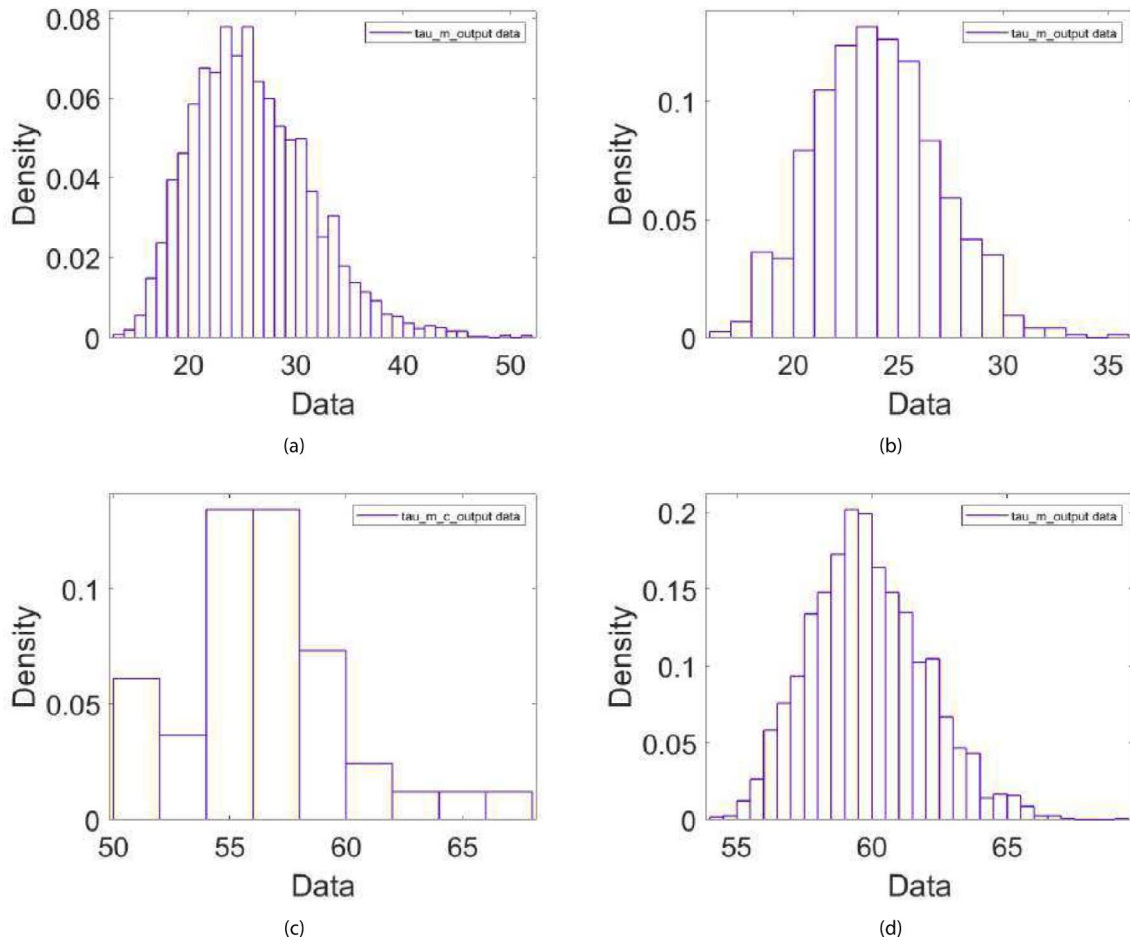 0.08
0.06
0.04
0.02
0
Density
tau_m_output data
20 30 40 50
Data
(a)
0.1
0.05
0
Density
tau_m_output data
20 25 30 35
Data
(b)
0.1
0.05
0
Density
tau_m_c_output data
50 55 60 65
Data
(c)
0.2
0.15
0.1
0.05
0
Density
tau_m_output data
55 60 65
Data
(d)